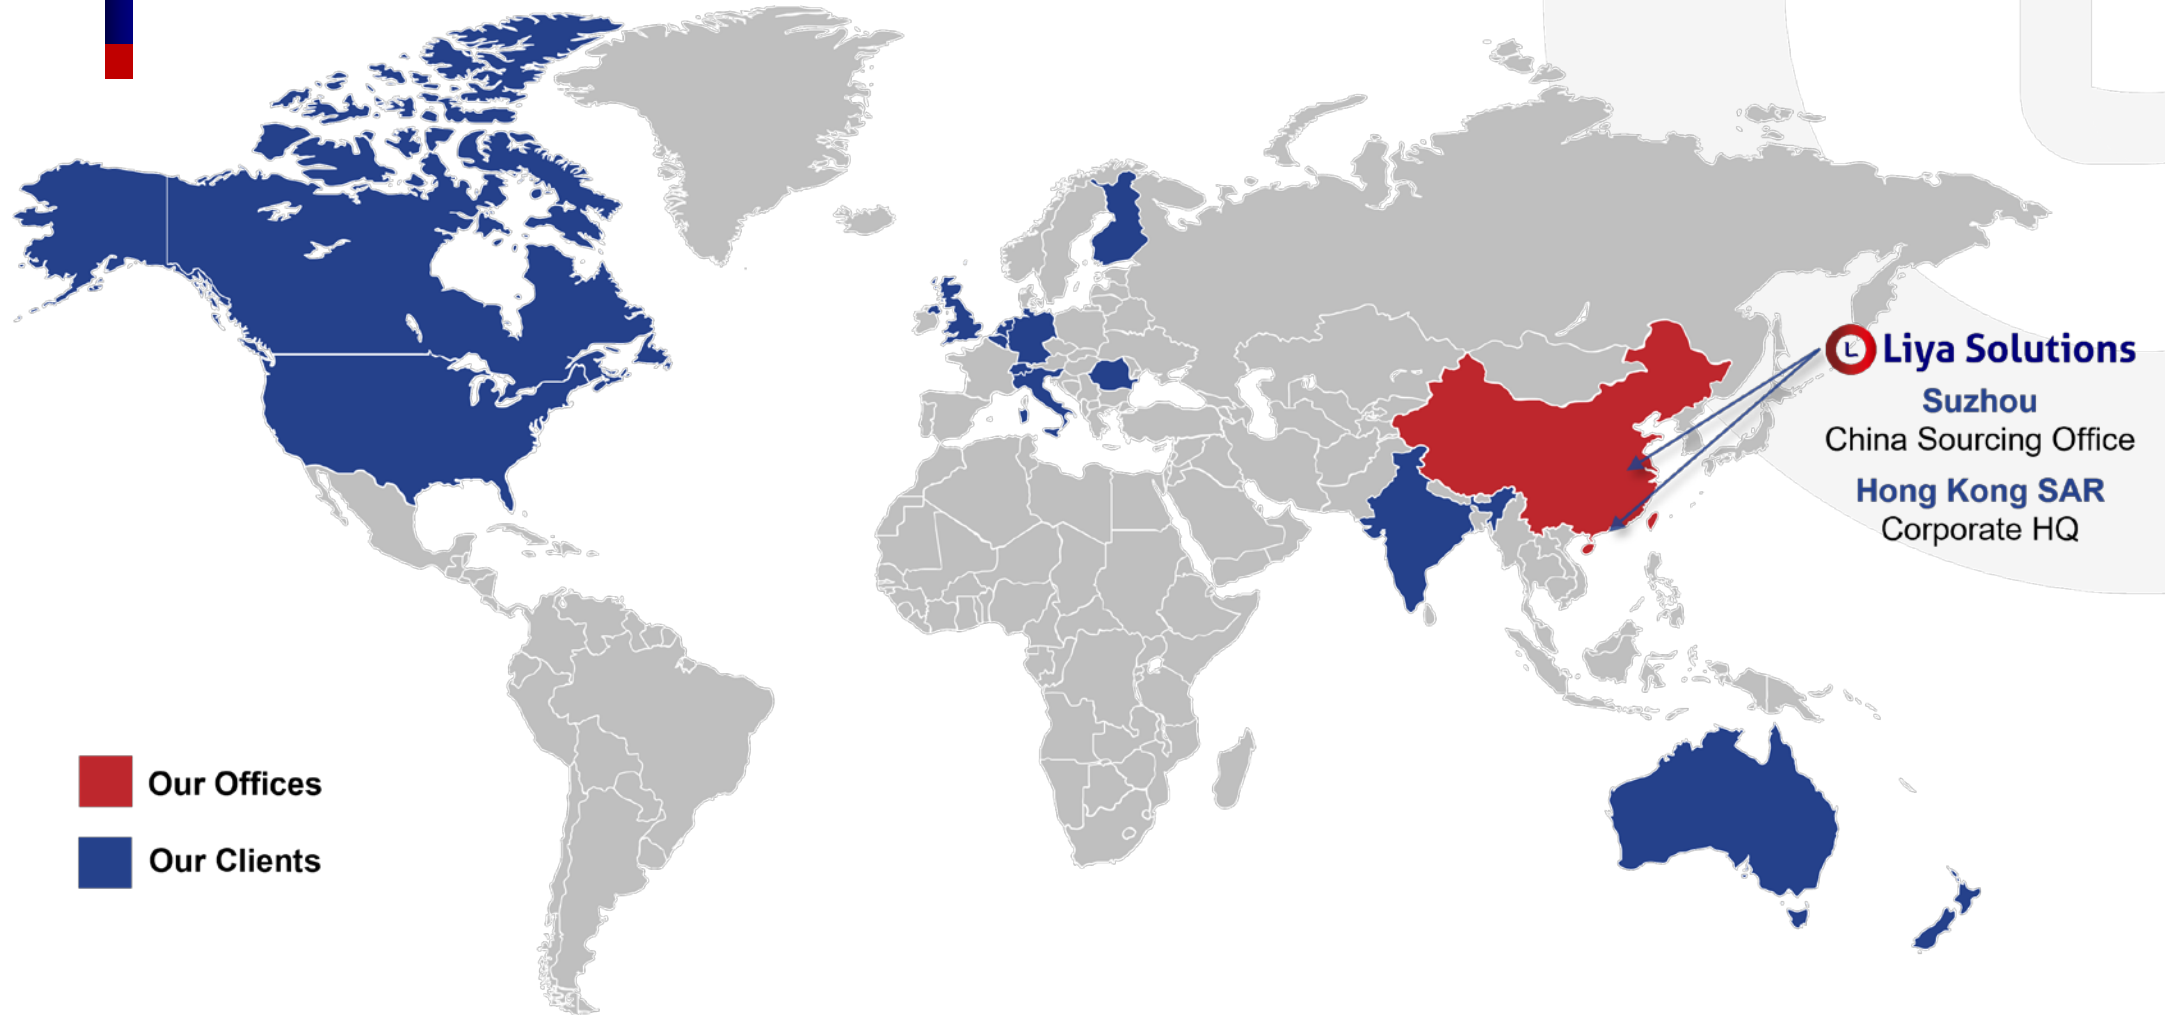 L Liya Solutions
Suzhou
China Sourcing Office
Hong Kong SAR
Corporate HQ
Our Offices
Our Clients